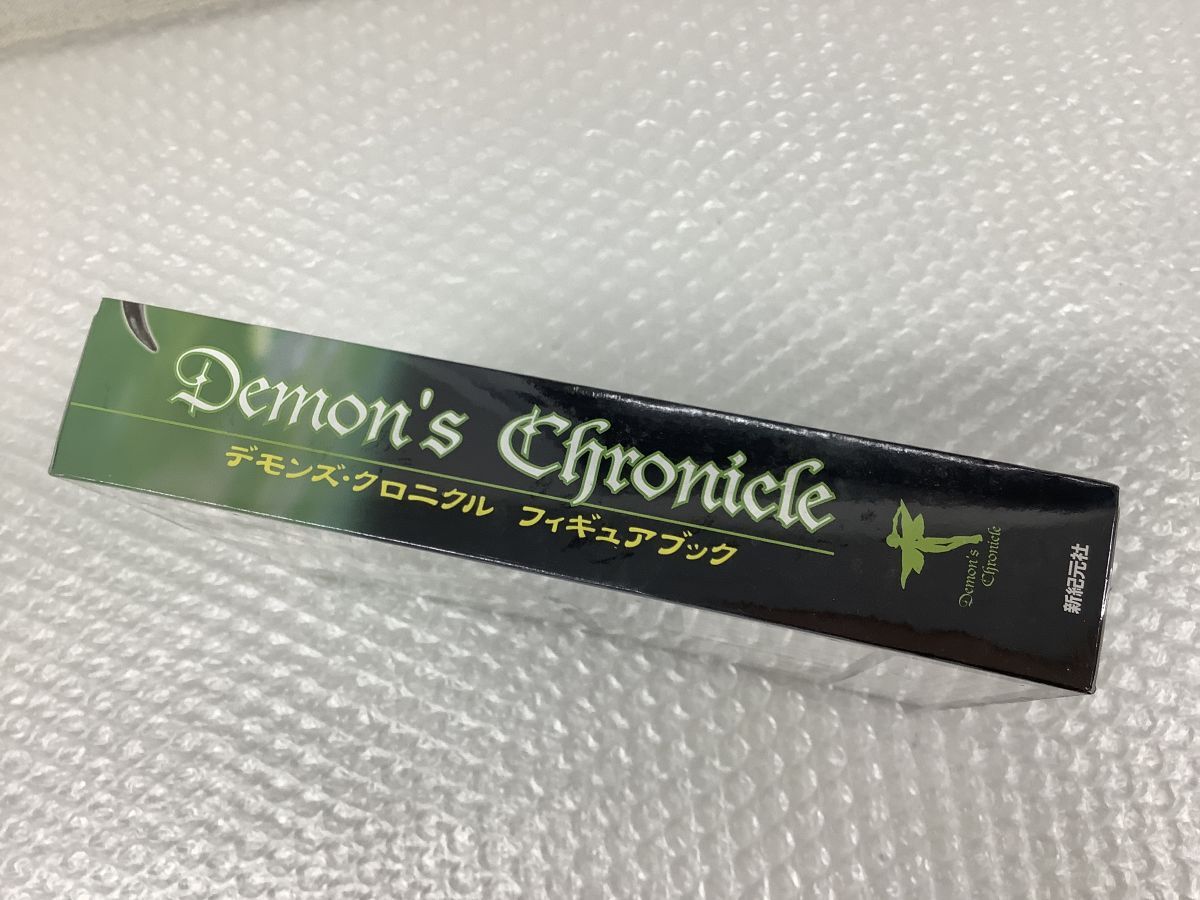 Demon's Chronicle
デモンズ・クロニクル フィギュアブック
Demon's
Chronicle
新紀元社